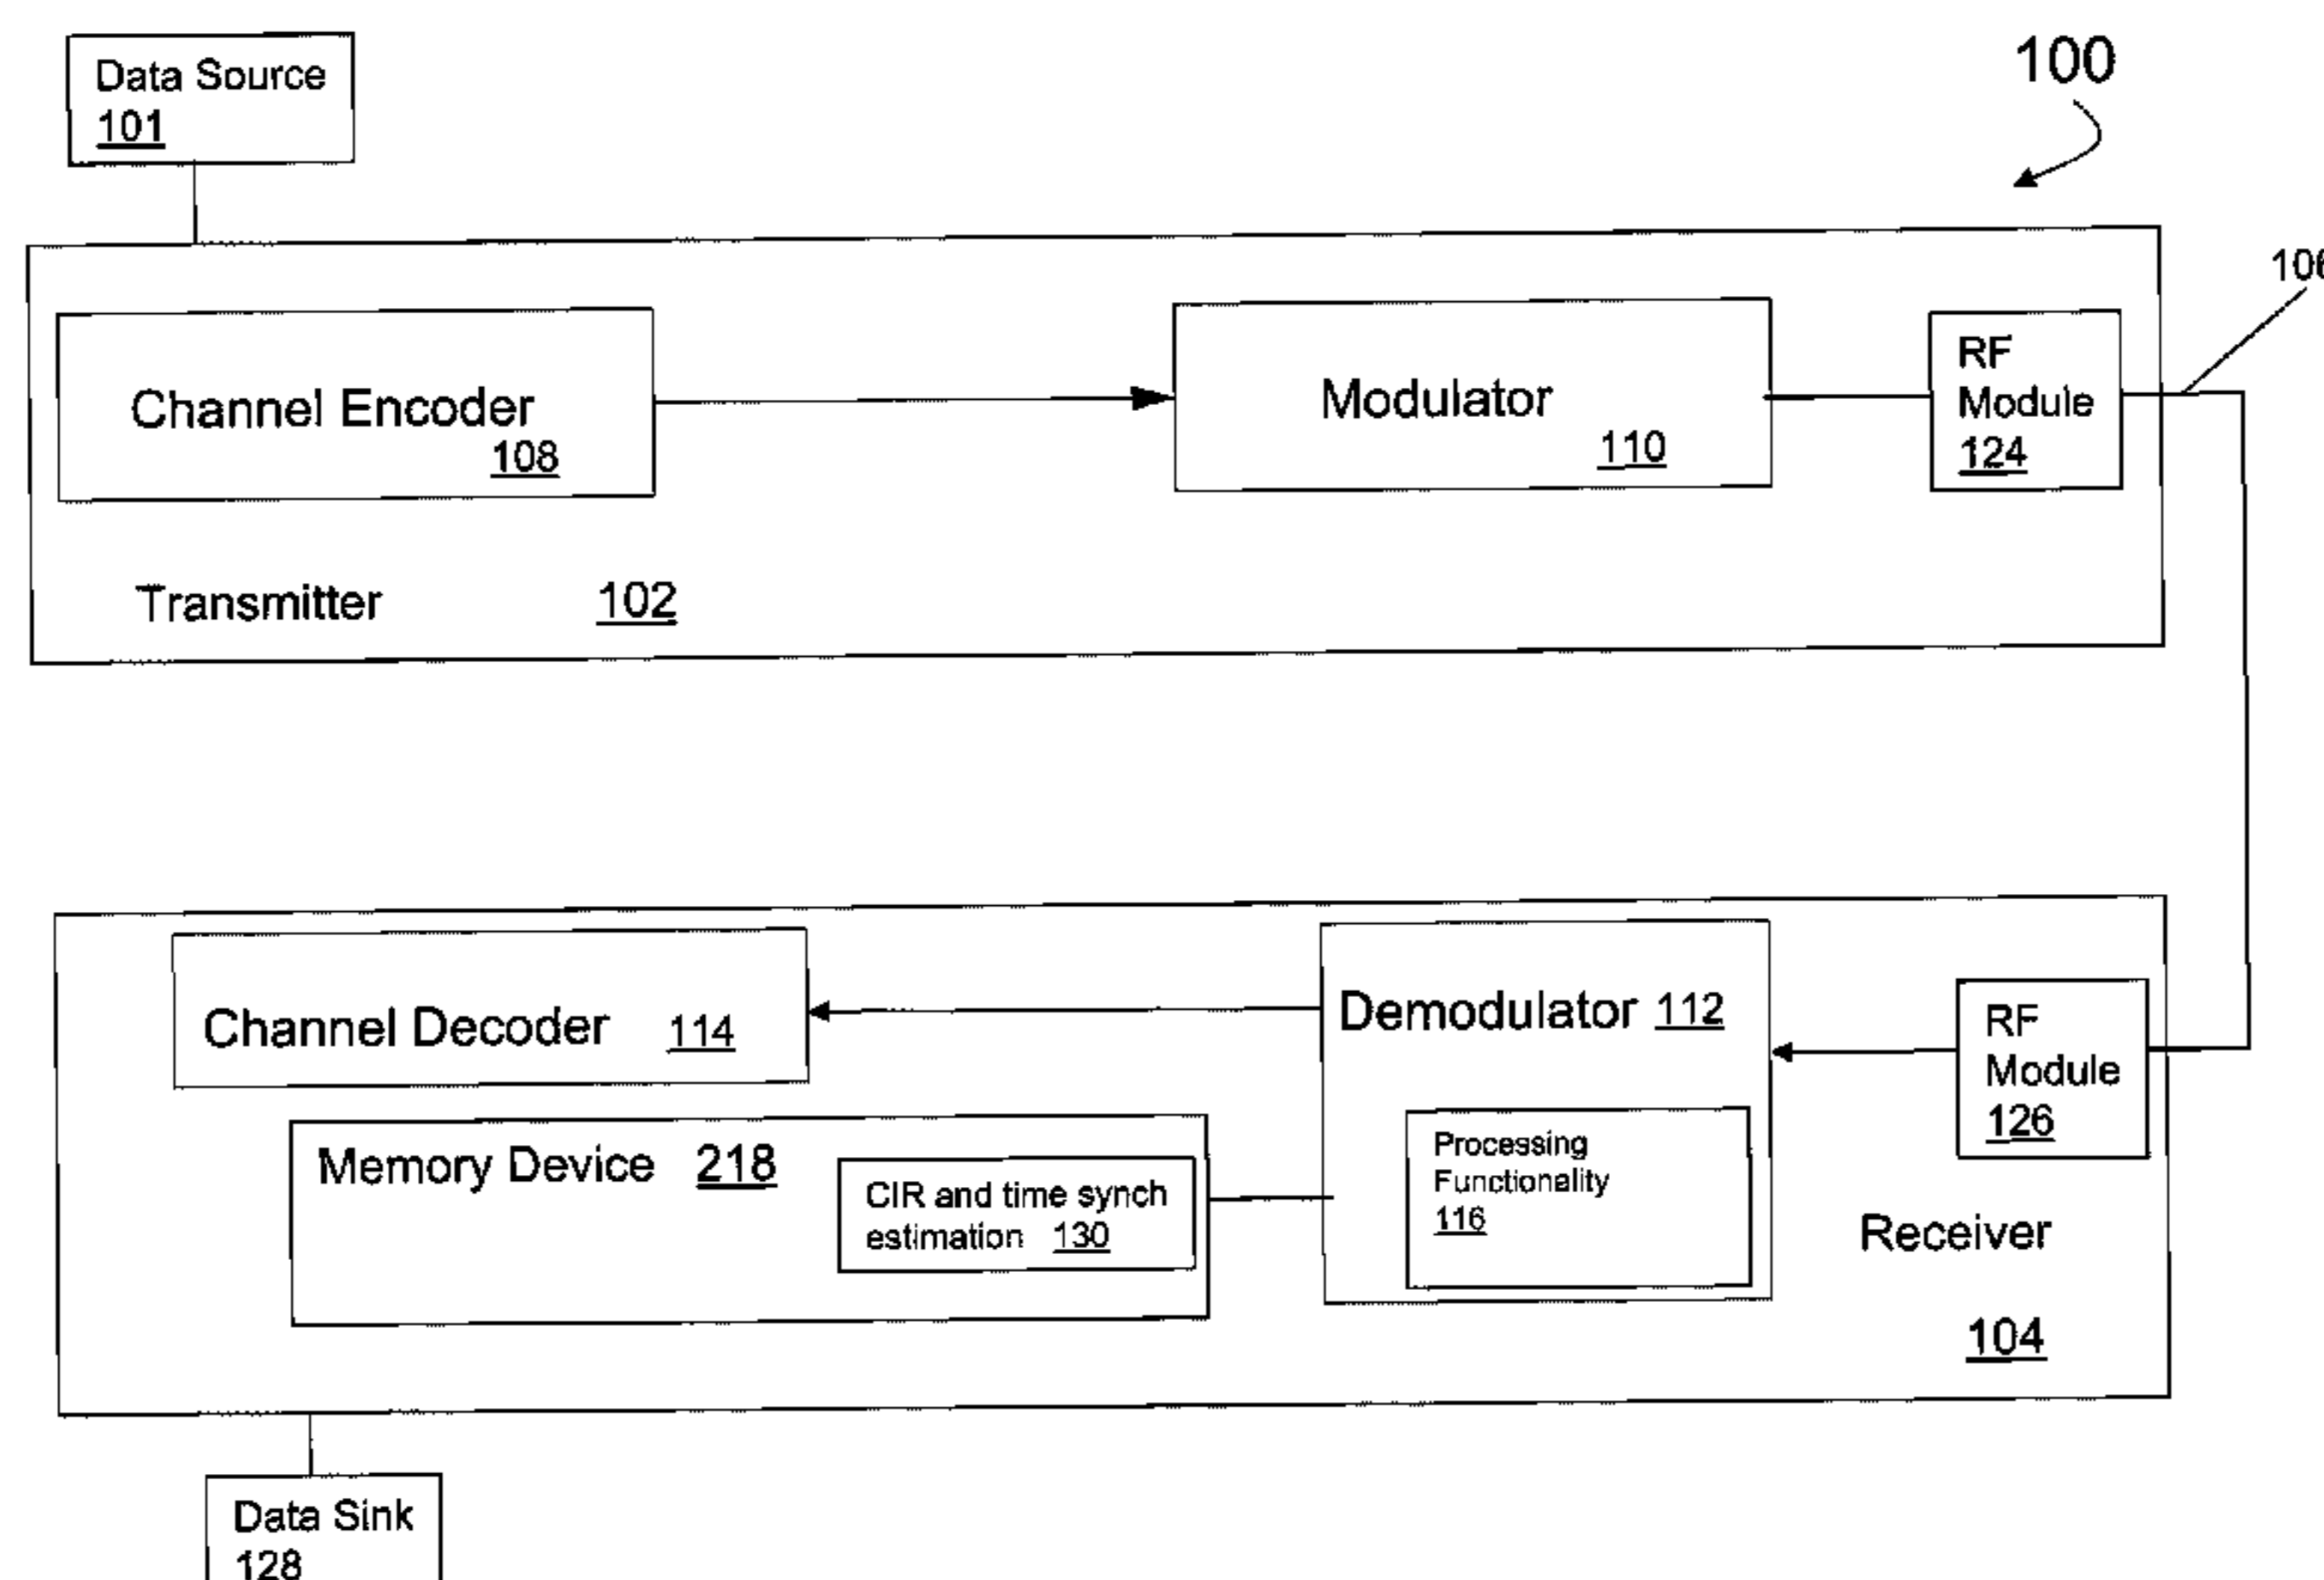 Data Source
101
100
106
Channel Encoder
108
Modulator
110
RF
Module
124
Transmitter 102
Channel Decoder 114
Demodulator 112
RF
Module
126
Memory Device 218
CIR and time synch
estimation 130
Processing
Functionality
116
Receiver
104
Data Sink
128